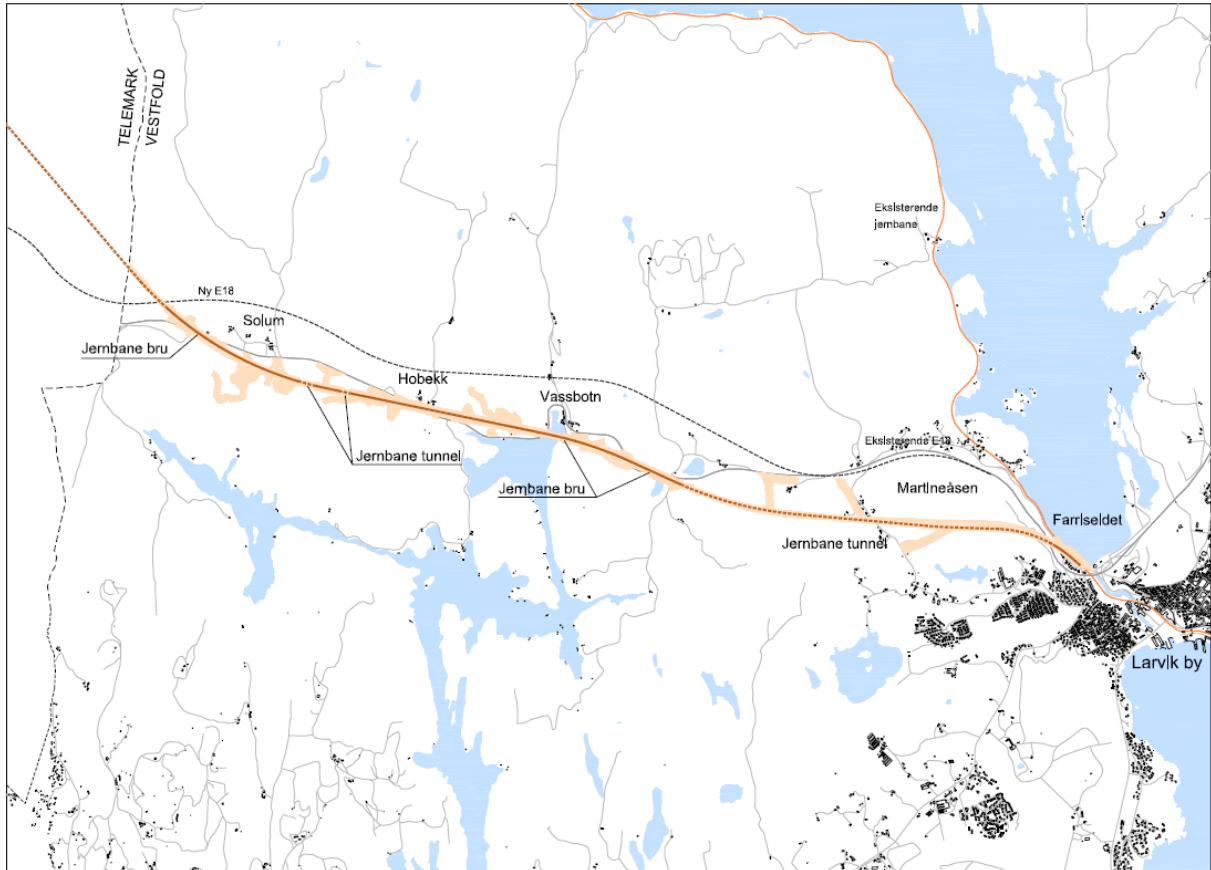 TELEMARK
VESTFOLD
Eksisterende
jernbane
Ny E18
Solum
Jernbane bru
Hobekk
Vassbotn
Eksisterende E18
Jernbane tunnel
Martineåsen
Jernbane bru
Farriseldet
Jernbane tunnel
Larvik by